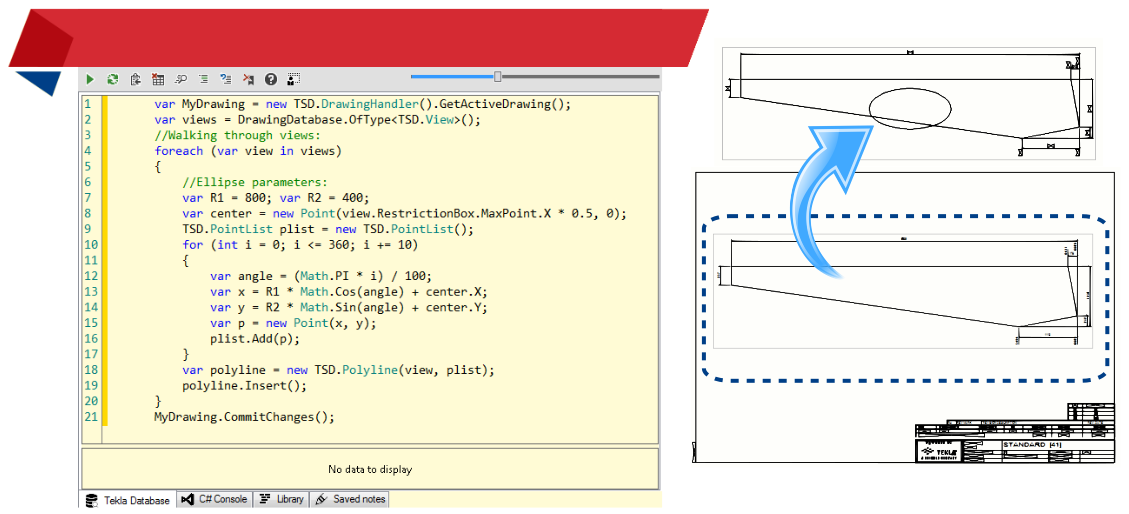 1 var MyDrawing = new TSD.DrawingHandler().GetActiveDrawing();
2 var views = DrawingDatabase.OfType<TSD.View>();
3 //Walking through views:
4 foreach (var view in views)
5 {
6 //Ellipse parameters:
7 var R1 = 800; var R2 = 400;
8 var center = new Point(view.RestrictionBox.MaxPoint.X * 0.5, 0);
9 TSD.PointList plist = new TSD.PointList();
10 for (int i = 0; i <= 360; i += 10)
11 {
12 var angle = (Math.PI * i) / 100;
13 var x = R1 * Math.Cos(angle) + center.X;
14 var y = R2 * Math.Sin(angle) + center.Y;
15 var p = new Point(x, y);
16 plist.Add(p);
17 }
18 var polyline = new TSD.Polyline(view, plist);
19 polyline.Insert();
20 }
21 MyDrawing.CommitChanges();
No data to display
Tekla Database C# Console Library Saved notes
STANDARD [41]
TEKLA